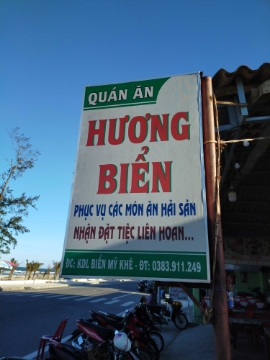 QUÁN ĂN
HƯƠNG
BIỂN
PHỤC VỤ CÁC MÓN ĂN HẢI SẢN
NHẬN ĐẶT TIỆC LIÊN HOAN...
ĐC: KDL BIỂN MỸ KHÊ - ĐT: 0383.911.249